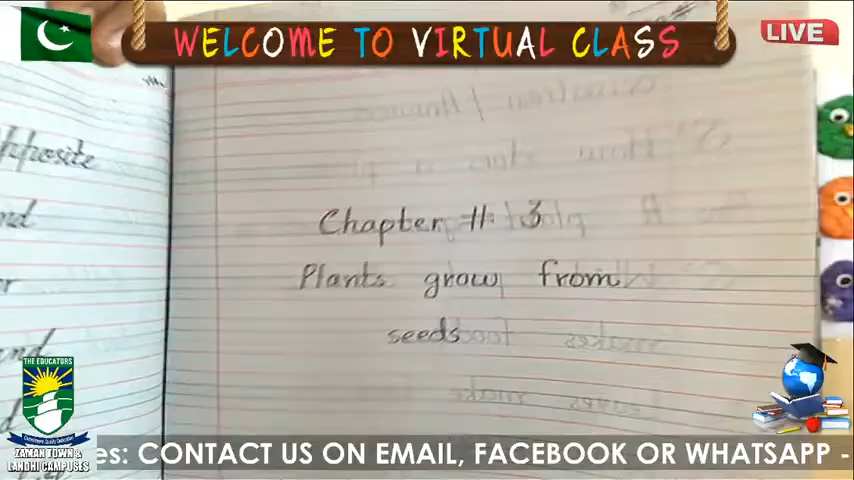 WELCOME TO VIRTUAL CLASS
LIVE
opposite
Chapter # 3
Plants grow from
seeds
THE EDUCATORS
ZAMAN TOWN &
LANDHI CAMPUSES
es: CONTACT US ON EMAIL, FACEBOOK OR WHATSAPP -